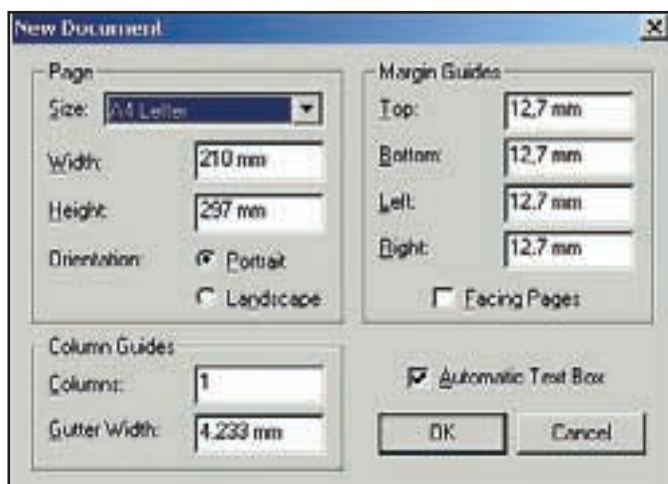 New Document
Page
Size: A4 Letter
Width: 210 mm
Height: 297 mm
Orientation: Portrait
Landscape
Column Guides
Columns: 1
Gutter Width: 4,233 mm
Margin Guides
Top: 12,7 mm
Bottom: 12,7 mm
Left: 12,7 mm
Right: 12,7 mm
Facing Pages
Automatic Text Box
OK Cancel